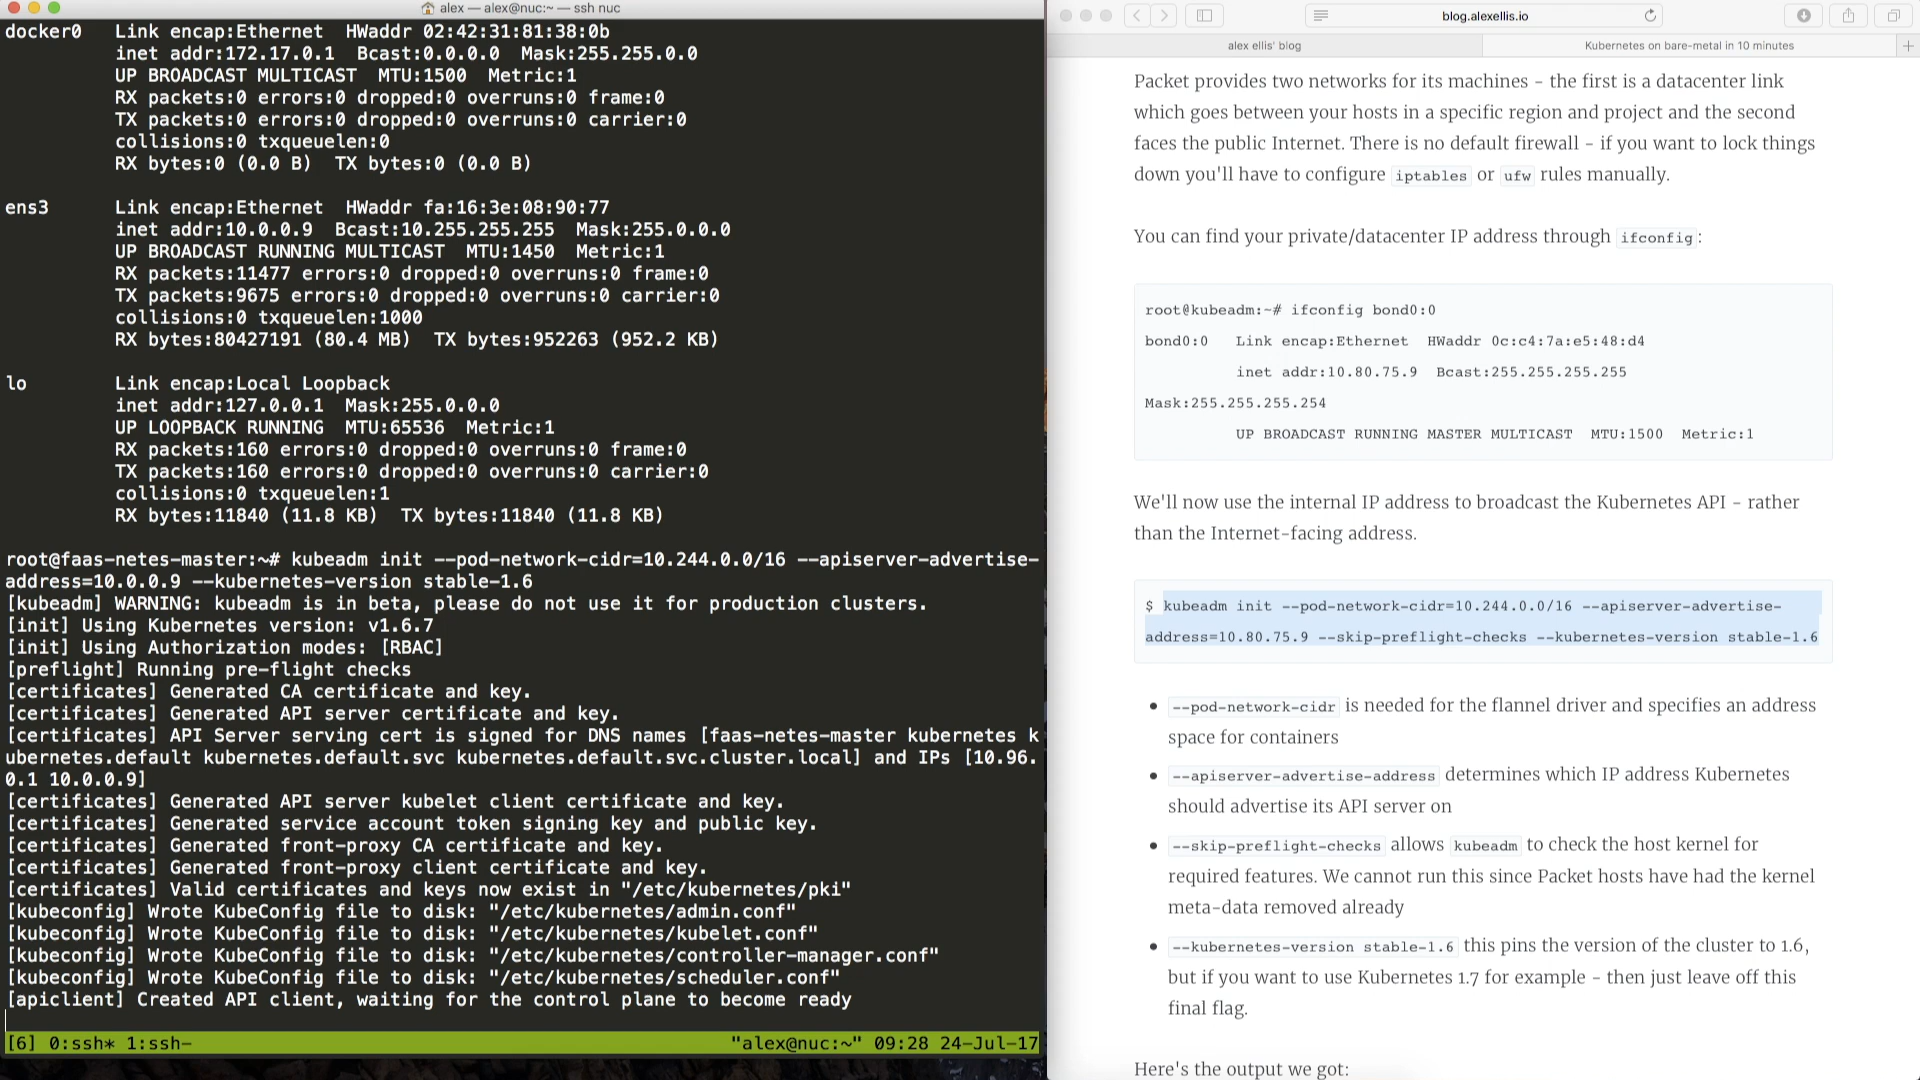 alex — alex@nuc:~ — ssh nuc
docker0 Link encap:Ethernet HWaddr 02:42:31:81:38:0b
inet addr:172.17.0.1 Bcast:0.0.0.0 Mask:255.255.0.0
UP BROADCAST MULTICAST MTU:1500 Metric:1
RX packets:0 errors:0 dropped:0 overruns:0 frame:0
TX packets:0 errors:0 dropped:0 overruns:0 carrier:0
collisions:0 txqueuelen:0
RX bytes:0 (0.0 B) TX bytes:0 (0.0 B)
ens3 Link encap:Ethernet HWaddr fa:16:3e:08:90:77
inet addr:10.0.0.9 Bcast:10.255.255.255 Mask:255.0.0.0
UP BROADCAST RUNNING MULTICAST MTU:1450 Metric:1
RX packets:11477 errors:0 dropped:0 overruns:0 frame:0
TX packets:9675 errors:0 dropped:0 overruns:0 carrier:0
collisions:0 txqueuelen:1000
RX bytes:80427191 (80.4 MB) TX bytes:952263 (952.2 KB)
lo Link encap:Local Loopback
inet addr:127.0.0.1 Mask:255.0.0.0
UP LOOPBACK RUNNING MTU:65536 Metric:1
RX packets:160 errors:0 dropped:0 overruns:0 frame:0
TX packets:160 errors:0 dropped:0 overruns:0 carrier:0
collisions:0 txqueuelen:1
RX bytes:11840 (11.8 KB) TX bytes:11840 (11.8 KB)
root@faas-netes-master:~# kubeadm init --pod-network-cidr=10.244.0.0/16 --apiserver-advertise-
address=10.0.0.9 --kubernetes-version stable-1.6
[kubeadm] WARNING: kubeadm is in beta, please do not use it for production clusters.
[init] Using Kubernetes version: v1.6.7
[init] Using Authorization modes: [RBAC]
[preflight] Running pre-flight checks
[certificates] Generated CA certificate and key.
[certificates] Generated API server certificate and key.
[certificates] API Server serving cert is signed for DNS names [faas-netes-master kubernetes k
ubernetes.default kubernetes.default.svc kubernetes.default.svc.cluster.local] and IPs [10.96.
0.1 10.0.0.9]
[certificates] Generated API server kubelet client certificate and key.
[certificates] Generated service account token signing key and public key.
[certificates] Generated front-proxy CA certificate and key.
[certificates] Generated front-proxy client certificate and key.
[certificates] Valid certificates and keys now exist in "/etc/kubernetes/pki"
[kubeconfig] Wrote KubeConfig file to disk: "/etc/kubernetes/admin.conf"
[kubeconfig] Wrote KubeConfig file to disk: "/etc/kubernetes/kubelet.conf"
[kubeconfig] Wrote KubeConfig file to disk: "/etc/kubernetes/controller-manager.conf"
[kubeconfig] Wrote KubeConfig file to disk: "/etc/kubernetes/scheduler.conf"
[apiclient] Created API client, waiting for the control plane to become ready
[6] 0:ssh* 1:ssh- "alex@nuc:~" 09:28 24-Jul-17
blog.alexellis.io
alex ellis' blog
Kubernetes on bare-metal in 10 minutes
Packet provides two networks for its machines - the first is a datacenter link
which goes between your hosts in a specific region and project and the second
faces the public Internet. There is no default firewall - if you want to lock things
down you'll have to configure iptables or ufw rules manually.
You can find your private/datacenter IP address through ifconfig:
root@kubeadm:~# ifconfig bond0:0
bond0:0 Link encap:Ethernet HWaddr 0c:c4:7a:e5:48:d4
inet addr:10.80.75.9 Bcast:255.255.255.255
Mask:255.255.255.254
UP BROADCAST RUNNING MASTER MULTICAST MTU:1500 Metric:1
We'll now use the internal IP address to broadcast the Kubernetes API - rather
than the Internet-facing address.
$ kubeadm init --pod-network-cidr=10.244.0.0/16 --apiserver-advertise-
address=10.80.75.9 --skip-preflight-checks --kubernetes-version stable-1.6
• --pod-network-cidr is needed for the flannel driver and specifies an address
space for containers
• --apiserver-advertise-address determines which IP address Kubernetes
should advertise its API server on
• --skip-preflight-checks allows kubeadm to check the host kernel for
required features. We cannot run this since Packet hosts have had the kernel
meta-data removed already
• --kubernetes-version stable-1.6 this pins the version of the cluster to 1.6,
but if you want to use Kubernetes 1.7 for example - then just leave off this
final flag.
Here's the output we got: